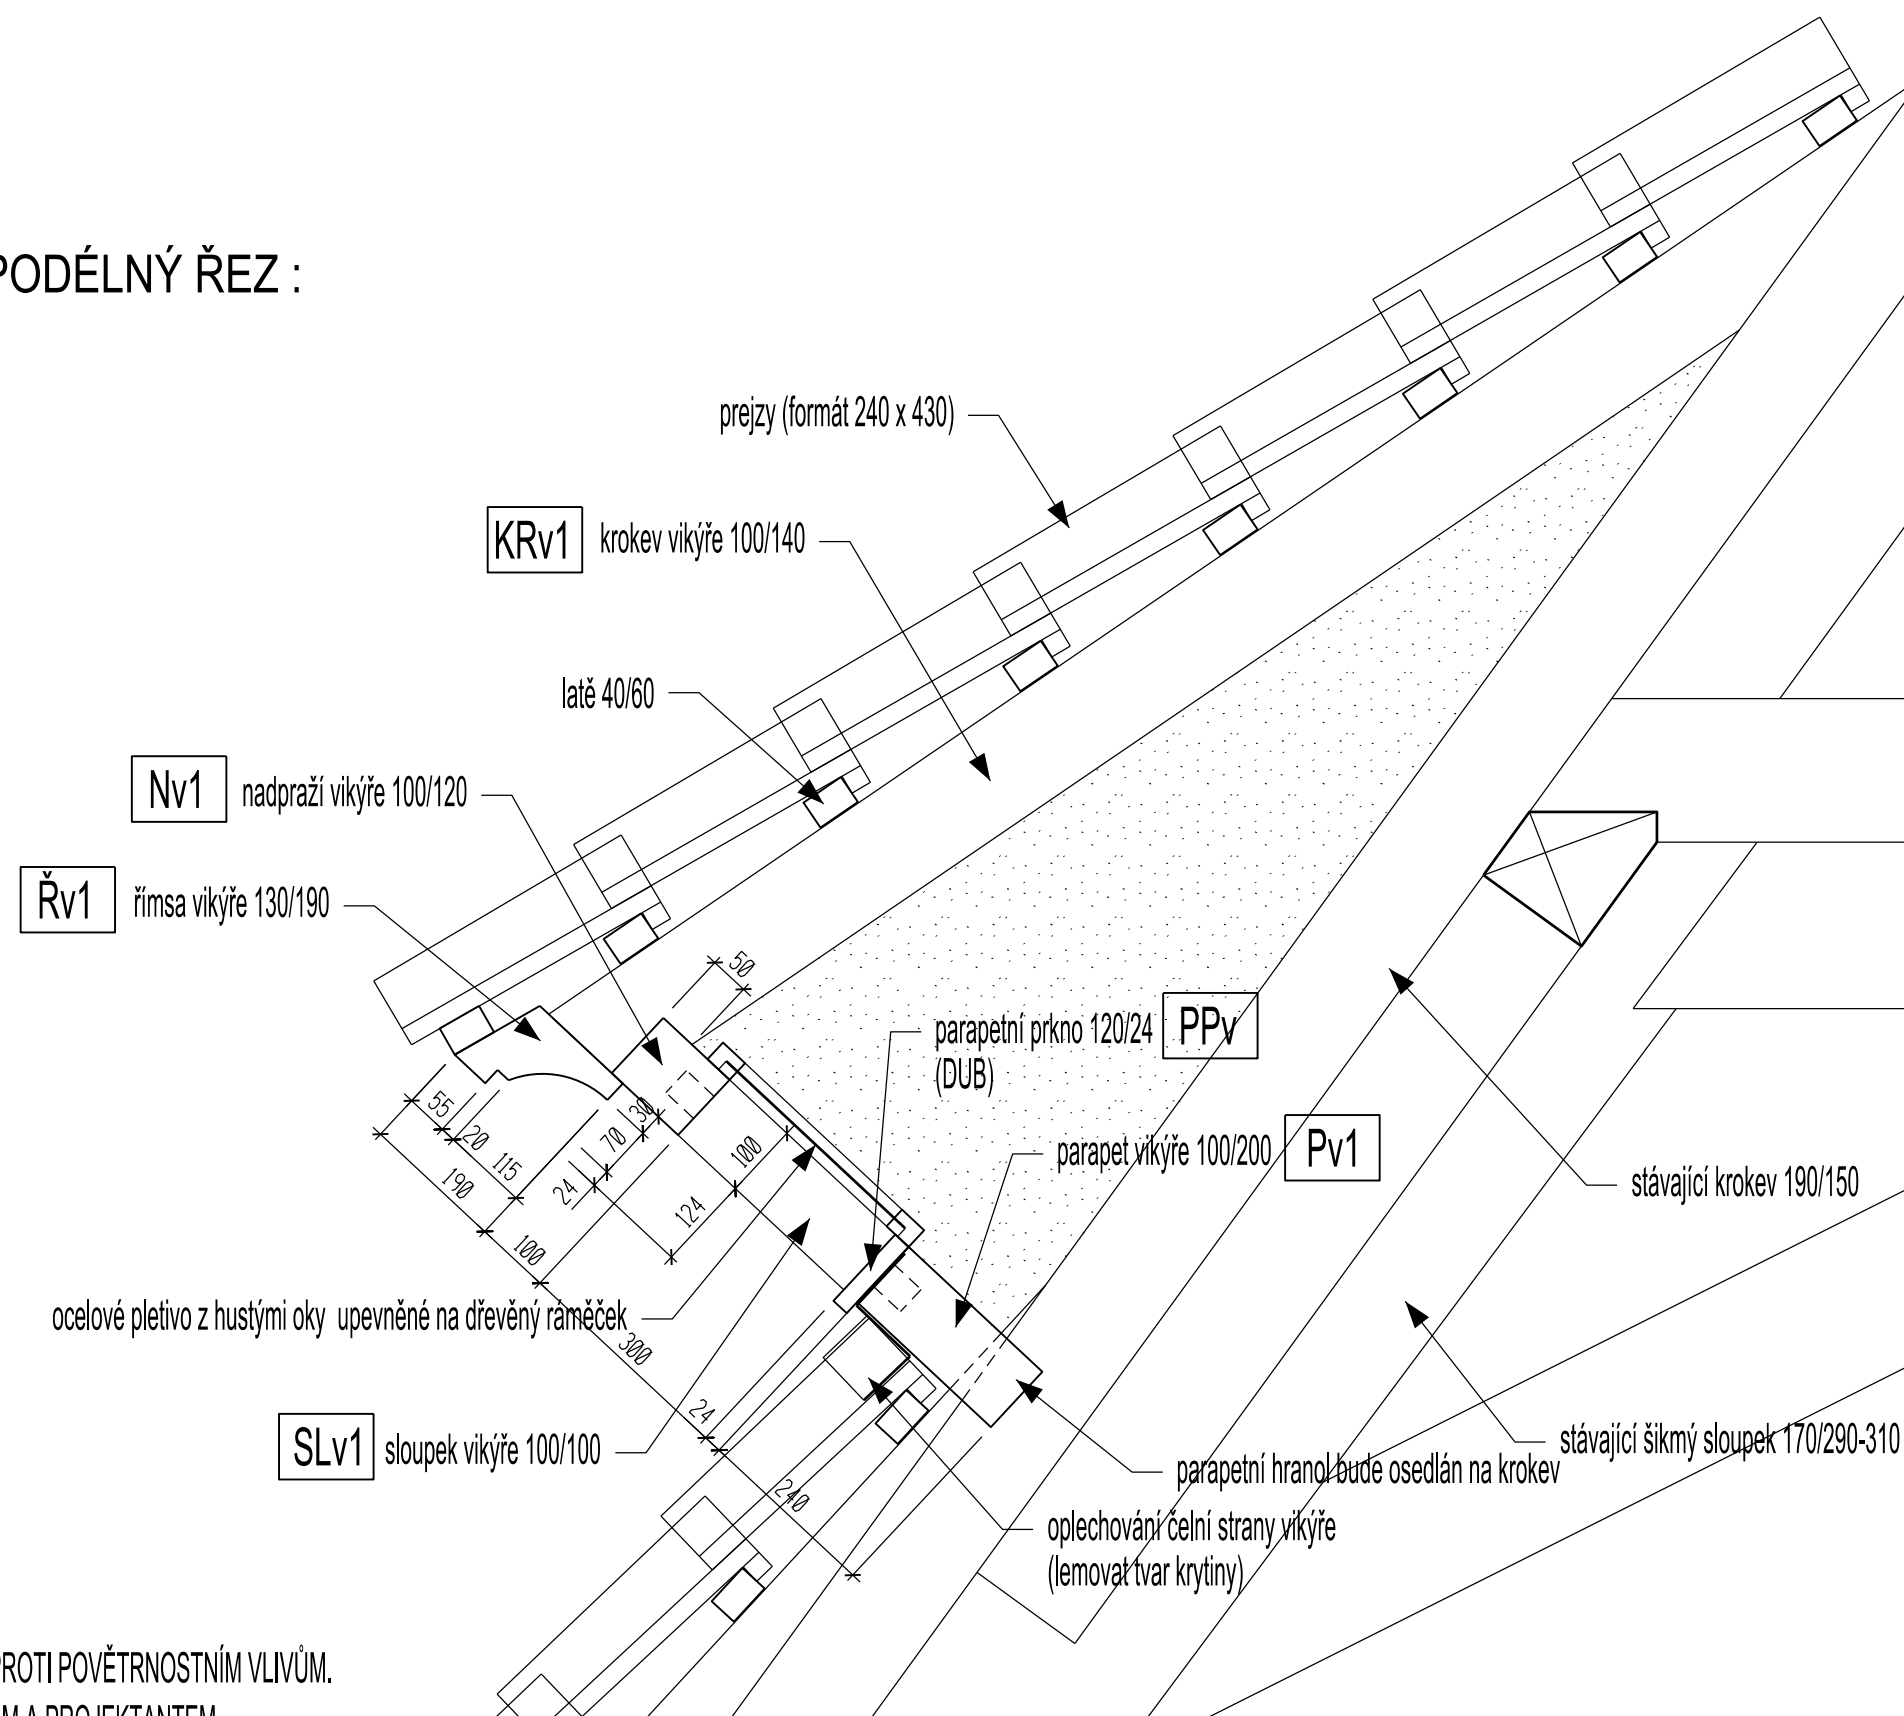 PODÉLNÝ ŘEZ :
prejzy (formát 240 x 430)
KRv1 krokev vikýře 100/140
latě 40/60
Nv1 nadpraží vikýře 100/120
Řv1 římsa vikýře 130/190
50
parapetní prkno 120/24 PPv
(DUB)
55
20
115
190
100
30
70
24
100
124
parapet vikýře 100/200 Pv1
stávající krokev 190/150
ocelové pletivo z hustými oky upevněné na dřevěný ráměček
300
24
240
SLv1 sloupek vikýře 100/100
stávající šikmý sloupek 170/290-310
parapetní hranol bude osedlán na krokev
oplechování čelní strany vikýře
(lemovat tvar krytiny)
PROTI POVĚTRNOSTNÍM VLIVŮM.
M A PROJEKTANTEM